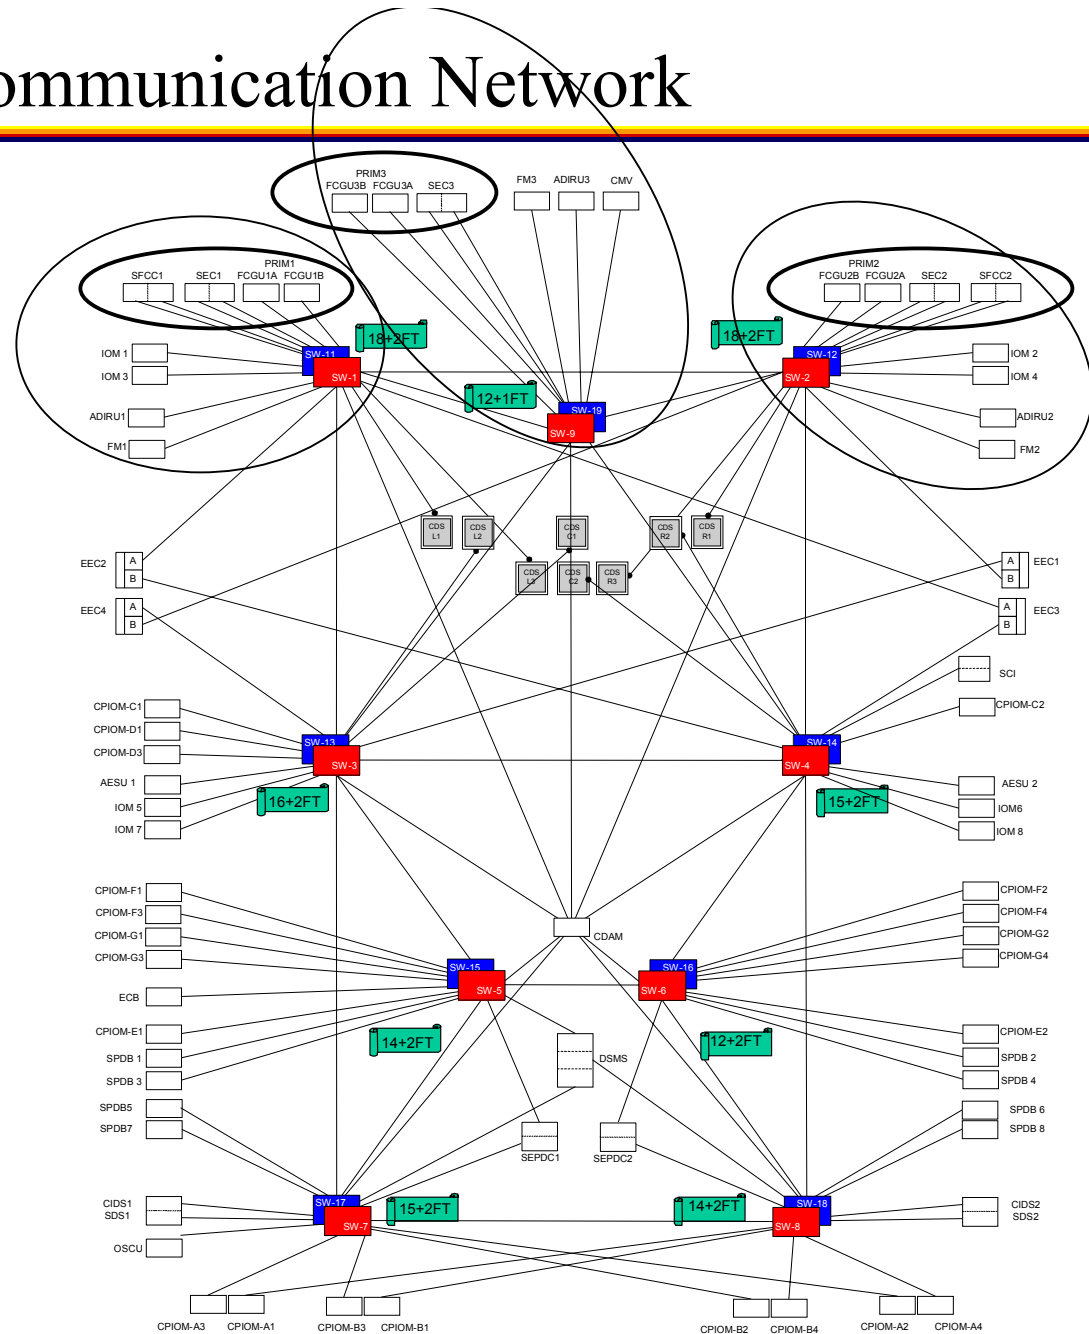 ommunication Network
PRIM3
FCGU3B FCGU3A SEC3
FM3 ADIRU3 CMV
PRIM1
SFCC1 SEC1 FCGU1A FCGU1B
PRIM2
FCGU2B FCGU2A SEC2 SFCC2
18+2FT
18+2FT
IOM 1
SW-11
SW-12
IOM 2
IOM 3
SW-1
SW-2
IOM 4
12+1FT
ADIRU1
SW-19
ADIRU2
SW-9
FM1
FM2
CDS L1
CDS L2
CDS C1
CDS R2
CDS R1
EEC2
A
B
CDS L3
CDS C2
CDS R3
A
B
EEC1
EEC4
A
B
A
B
EEC3
SCI
CPIOM-C1
CPIOM-C2
CPIOM-D1
SW-13
SW-14
CPIOM-D3
SW-3
SW-4
AESU 1
AESU 2
16+2FT
15+2FT
IOM 5
IOM6
IOM 7
IOM 8
CPIOM-F1
CPIOM-F2
CPIOM-F3
CPIOM-F4
CPIOM-G1
CDAM
CPIOM-G2
CPIOM-G3
CPIOM-G4
SW-15
SW-16
SW-5
SW-6
ECB
CPIOM-E1
CPIOM-E2
14+2FT
12+2FT
SPDB 1
DSMS
SPDB 2
SPDB 3
SPDB 4
SPDB5
SPDB 6
SPDB7
SPDB 8
SEPDC1
SEPDC2
CIDS1
SW-17
SW-18
CIDS2
SDS1
15+2FT
14+2FT
SDS2
SW-7
SW-8
OSCU
CPIOM-A3 CPIOM-A1 CPIOM-B3 CPIOM-B1 CPIOM-B2 CPIOM-B4 CPIOM-A2 CPIOM-A4